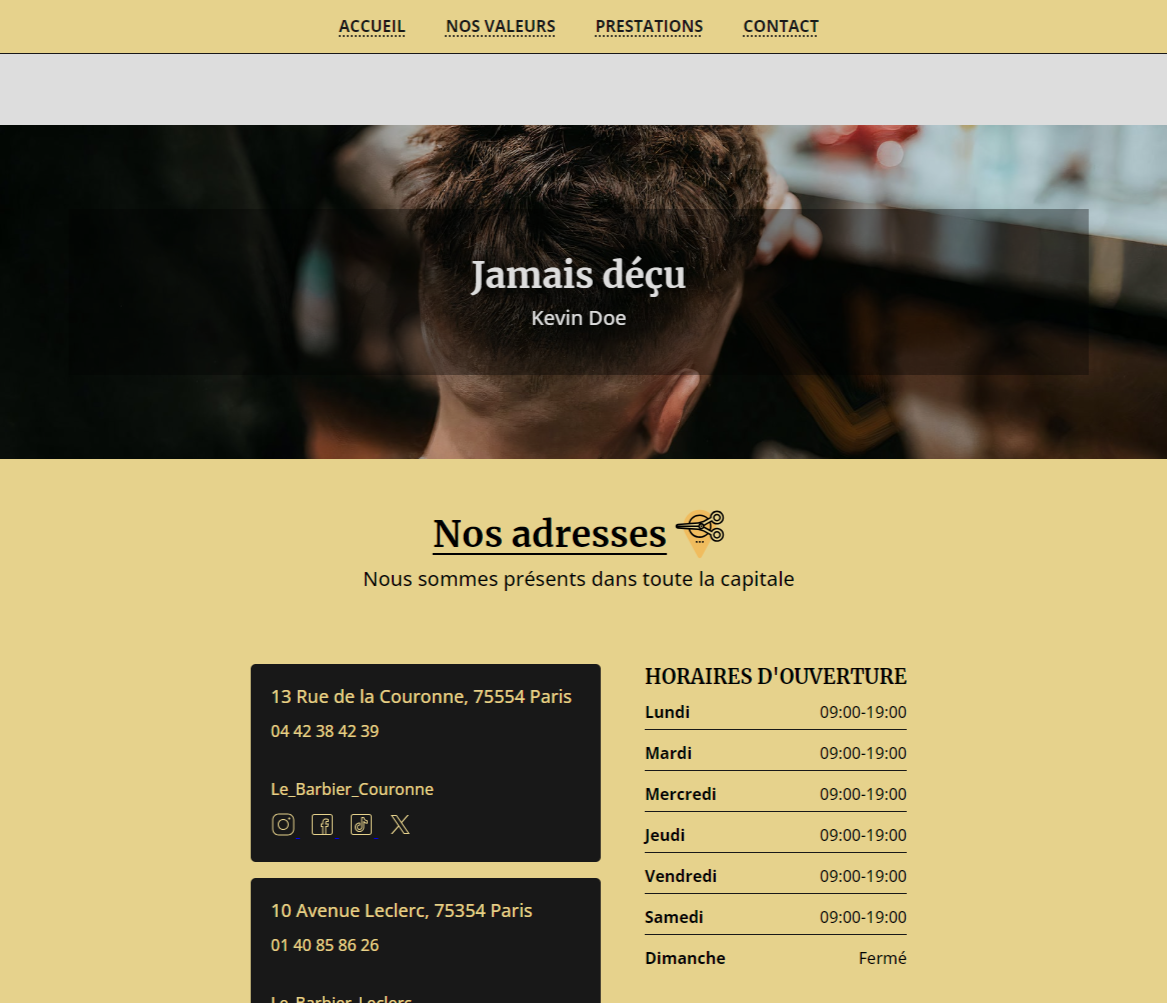 ACCUEIL NOS VALEURS PRESTATIONS CONTACT
Jamais déçu
Kevin Doe
Nos adresses
Nous sommes présents dans toute la capitale
13 Rue de la Couronne, 75554 Paris
04 42 38 42 39
Le_Barbier_Couronne
10 Avenue Leclerc, 75354 Paris
01 40 85 86 26
Le_Barbier_Leclerc
HORAIRES D'OUVERTURE
Lundi 09:00-19:00
Mardi 09:00-19:00
Mercredi 09:00-19:00
Jeudi 09:00-19:00
Vendredi 09:00-19:00
Samedi 09:00-19:00
Dimanche Fermé